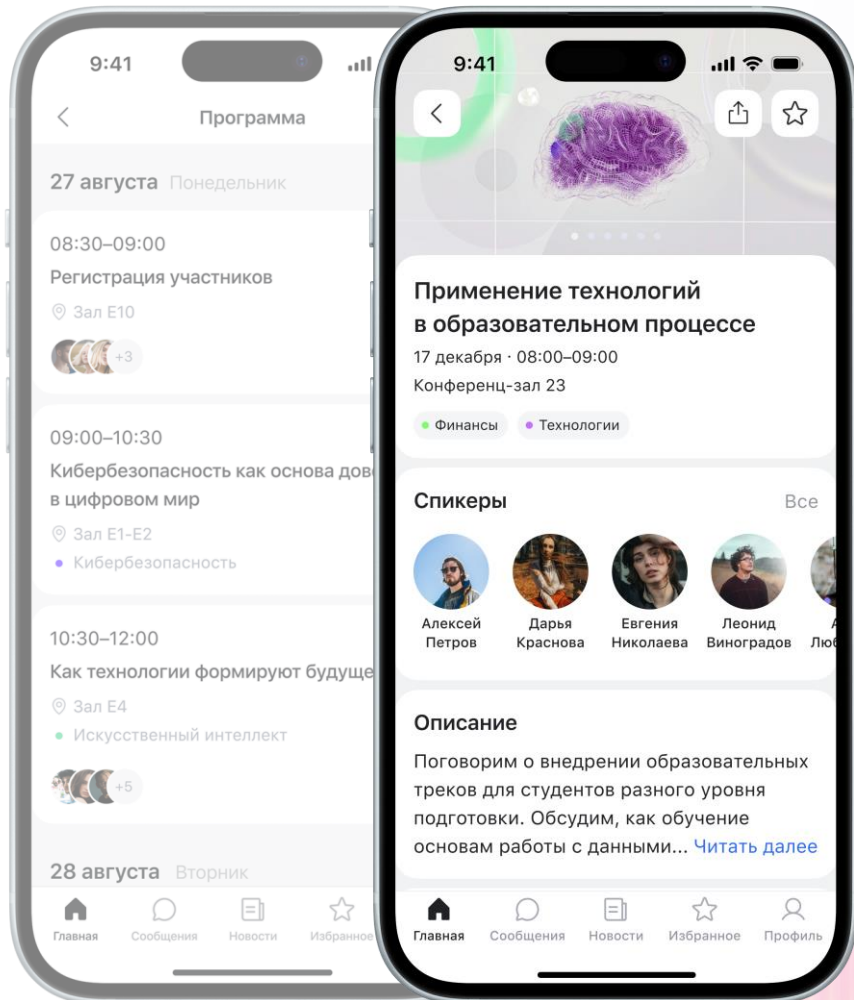 9:41
Программа
27 августа Понедельник
08:30–09:00
Регистрация участников
Зал E10
+3
09:00–10:30
Кибербезопасность как основа
в цифровом мир
Зал E1-E2
Кибербезопасность
10:30–12:00
Как технологии формируют
Зал E4
Искусственный интеллект
+5
28 августа Вторник
Главная
Сообщения
Новости
Избранное
9:41
Применение технологий
в образовательном процессе
17 декабря · 08:00–09:00
Конференц-зал 23
Финансы
Технологии
Спикеры
Все
Алексей
Петров
Дарья
Краснова
Евгения
Николаева
Леонид
Виноградов
Описание
Поговорим о внедрении образовательных
треков для студентов разного уровня
подготовки. Обсудим, как обучение
основам работы с данными... Читать далее
Главная
Сообщения
Новости
Избранное
Профиль